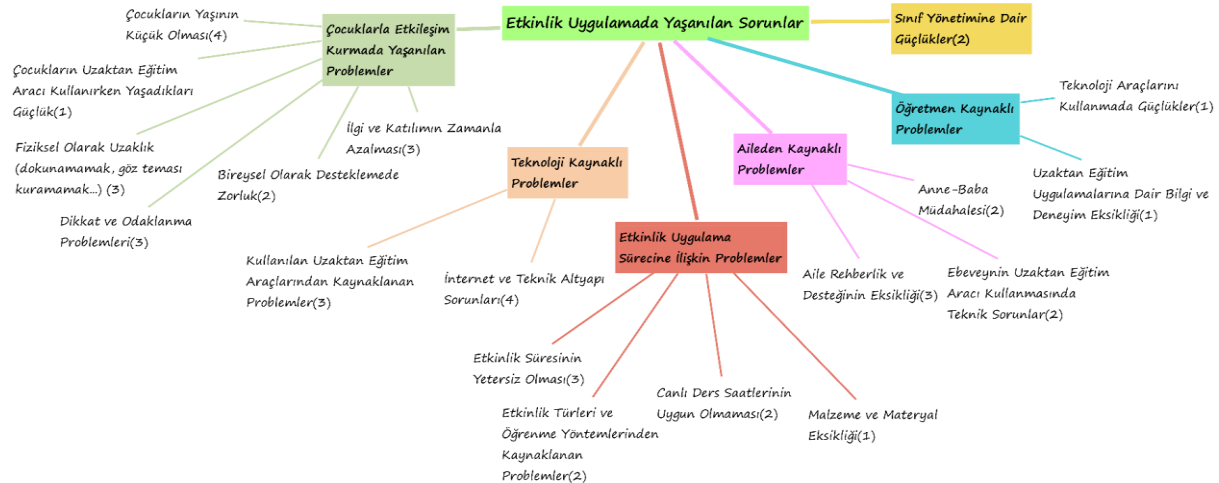 Etkinlik Uygulamada Yaşanılan Sorunlar
Çocuklarla Etkileşim
Kurmada Yaşanılan
Problemler
Çocukların Yaşının
Küçük Olması(4)
Çocukların Uzaktan Eğitim
Aracı Kullanırken Yaşadıkları
Güçlük(1)
Fiziksel Olarak Uzaklık
(dokunamamak, göz teması
kuramamak...) (3)
Dikkat ve Odaklanma
Problemleri(3)
Bireysel Olarak Desteklemede
Zorluk(2)
İlgi ve Katılımın Zamanla
Azalması(3)
Teknoloji Kaynaklı
Problemler
Kullanılan Uzaktan Eğitim
Araçlarından Kaynaklanan
Problemler(3)
İnternet ve Teknik Altyapı
Sorunları(4)
Etkinlik Uygulama
Sürecine İlişkin Problemler
Etkinlik Süresinin
Yetersiz Olması(3)
Etkinlik Türleri ve
Öğrenme Yöntemlerinden
Kaynaklanan
Problemler(2)
Canlı Ders Saatlerinin
Uygun Olmaması(2)
Malzeme ve Materyal
Eksikliği(1)
Aileden Kaynaklı
Problemler
Aile Rehberlik ve
Desteğinin Eksikliği(3)
Ebeveynin Uzaktan Eğitim
Aracı Kullanmasında
Teknik Sorunlar(2)
Anne-Baba
Müdahalesi(2)
Öğretmen Kaynaklı
Problemler
Teknoloji Araçlarını
Kullanmada Güçlükler(1)
Uzaktan Eğitim
Uygulamalarına Dair Bilgi ve
Deneyim Eksikliği(1)
Sınıf Yönetimine Dair
Güçlükler(2)